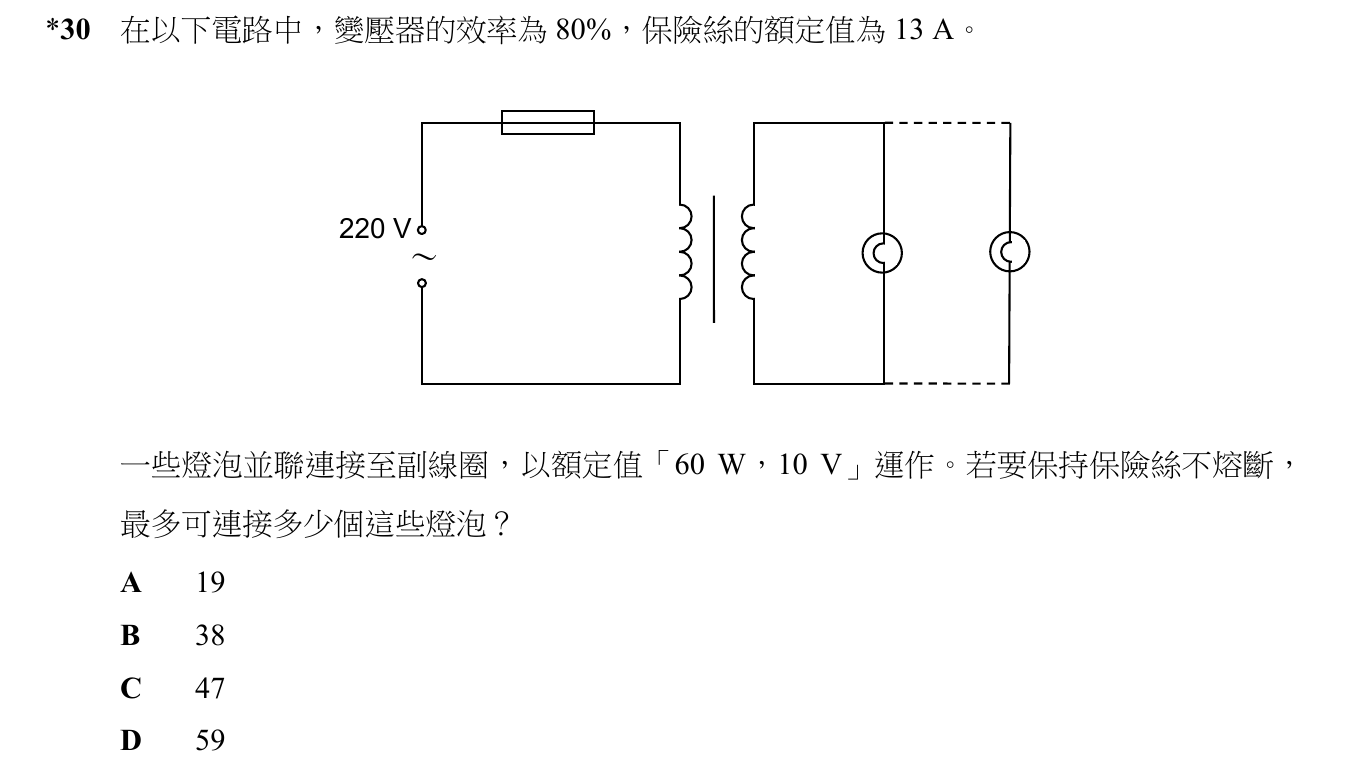 *30 在以下電路中，變壓器的效率為 80%，保險絲的額定值為 13 A。
220 V
~
一些燈泡並聯連接至副線圈，以額定值「60 W，10 V」運作。若要保持保險絲不熔斷，
最多可連接多少個這些燈泡？
A 19
B 38
C 47
D 59